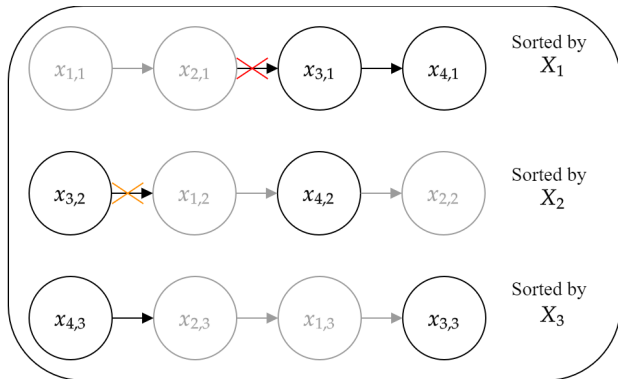 x1,1 x2,1 x3,1 x4,1 Sorted by X1
x3,2 x1,2 x4,2 x2,2 Sorted by X2
x4,3 x2,3 x1,3 x3,3 Sorted by X3